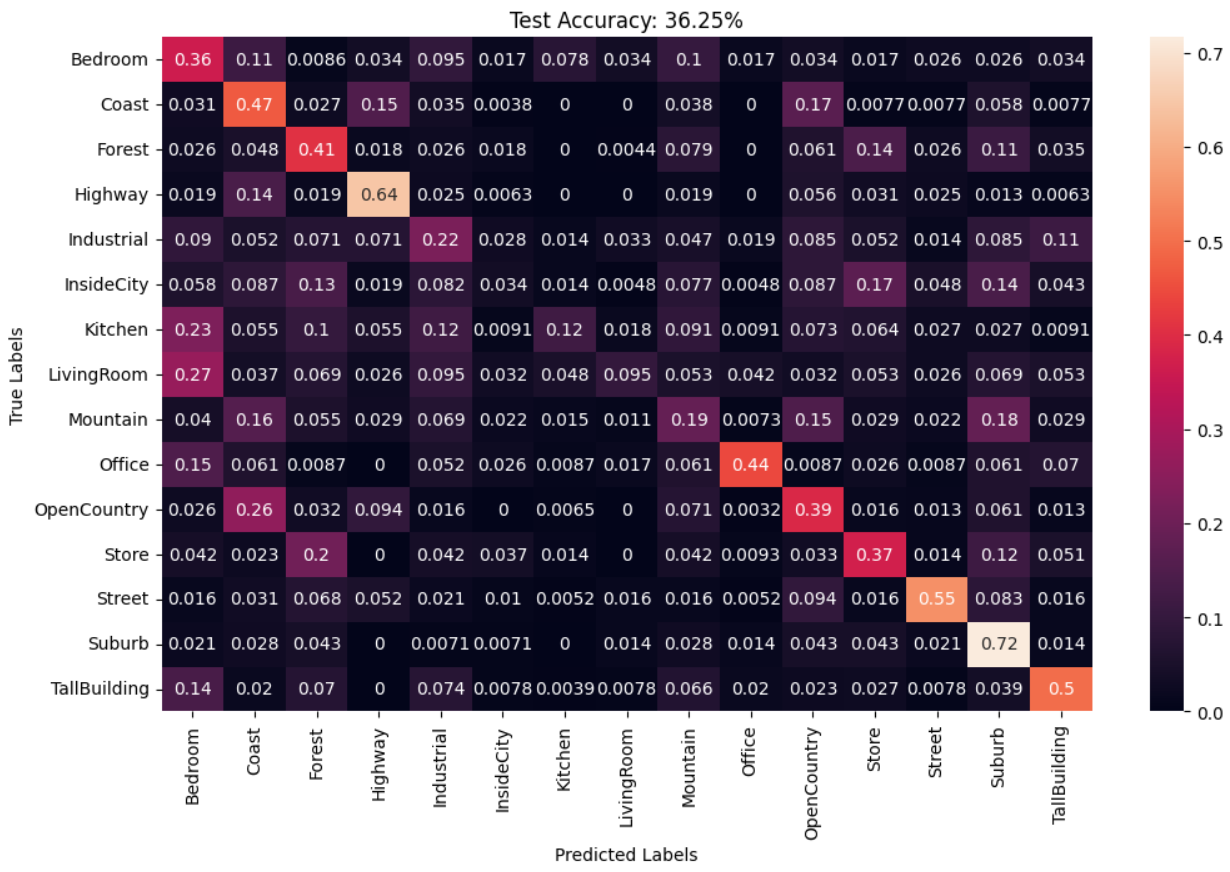 Test Accuracy: 36.25%
True Labels
Bedroom 0.36 0.11 0.0086 0.034 0.095 0.017 0.078 0.034 0.1 0.017 0.034 0.017 0.026 0.026 0.034
Coast 0.031 0.47 0.027 0.15 0.035 0.0038 0 0 0.038 0 0.17 0.0077 0.0077 0.058 0.0077
Forest 0.026 0.048 0.41 0.018 0.026 0.018 0 0.0044 0.079 0 0.061 0.14 0.026 0.11 0.035
Highway 0.019 0.14 0.019 0.64 0.025 0.0063 0 0 0.019 0 0.056 0.031 0.025 0.013 0.0063
Industrial 0.09 0.052 0.071 0.071 0.22 0.028 0.014 0.033 0.047 0.019 0.085 0.052 0.014 0.085 0.11
InsideCity 0.058 0.087 0.13 0.019 0.082 0.034 0.014 0.0048 0.077 0.0048 0.087 0.17 0.048 0.14 0.043
Kitchen 0.23 0.055 0.1 0.055 0.12 0.0091 0.12 0.018 0.091 0.0091 0.073 0.064 0.027 0.027 0.0091
LivingRoom 0.27 0.037 0.069 0.026 0.095 0.032 0.048 0.095 0.053 0.042 0.032 0.053 0.026 0.069 0.053
Mountain 0.04 0.16 0.055 0.029 0.069 0.022 0.015 0.011 0.19 0.0073 0.15 0.029 0.022 0.18 0.029
Office 0.15 0.061 0.0087 0 0.052 0.026 0.0087 0.017 0.061 0.44 0.0087 0.026 0.0087 0.061 0.07
OpenCountry 0.026 0.26 0.032 0.094 0.016 0 0.0065 0 0.071 0.0032 0.39 0.016 0.013 0.061 0.013
Store 0.042 0.023 0.2 0 0.042 0.037 0.014 0 0.042 0.0093 0.033 0.37 0.014 0.12 0.051
Street 0.016 0.031 0.068 0.052 0.021 0.01 0.0052 0.016 0.016 0.0052 0.094 0.016 0.55 0.083 0.016
Suburb 0.021 0.028 0.043 0 0.0071 0.0071 0 0.014 0.028 0.014 0.043 0.043 0.021 0.72 0.014
TallBuilding 0.14 0.02 0.07 0 0.074 0.0078 0.0039 0.0078 0.066 0.02 0.023 0.027 0.0078 0.039 0.5
Bedroom Coast Forest Highway Industrial InsideCity Kitchen LivingRoom Mountain Office OpenCountry Store Street Suburb TallBuilding
Predicted Labels
0.7
0.6
0.5
0.4
0.3
0.2
0.1
0.0